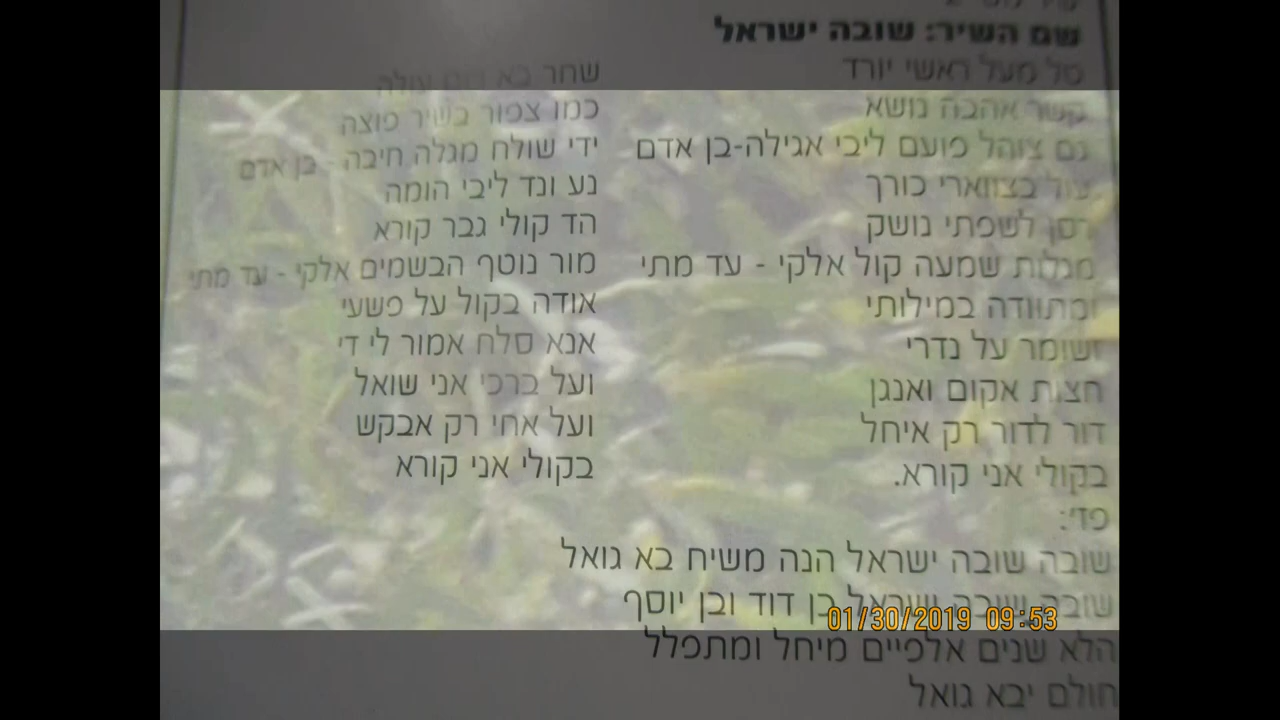 שם השיר: שובה ישראל
טל מעל ראשי יורד
קשר אהבה נושא
גם צוהל פועם ליבי אגילה-בן אדם
עול בצווארי כורך
רסן לשפתי נושק
מגלות שמעה קול אלקי - עד מתי
ומתוודה במילותי
ושומר על נדרי
חצות אקום ואנגן
דור לדור רק איחל
בקולי אני קורא.
שחר בא עולה
כמו צפור בשיר פוצה
ידי שולח מגלה חיבה - בן אדם
נע ונד ליבי הומה
הד קולי גבר קורא
מור נוטף הבשמים אלקי - עד מתי
אודה בקול על פשעי
אנא סלח אמור לי די
ועל ברכי אני שואל
ועל אחי רק אבקש
בקולי אני קורא
פז':
שובה שובה ישראל הנה משיח בא גואל
שובה שובה ישראל בן דוד ובן יוסף
הלא שנים אלפיים מיחל ומתפלל
חולם יבא גואל
01/30/2019 09:53